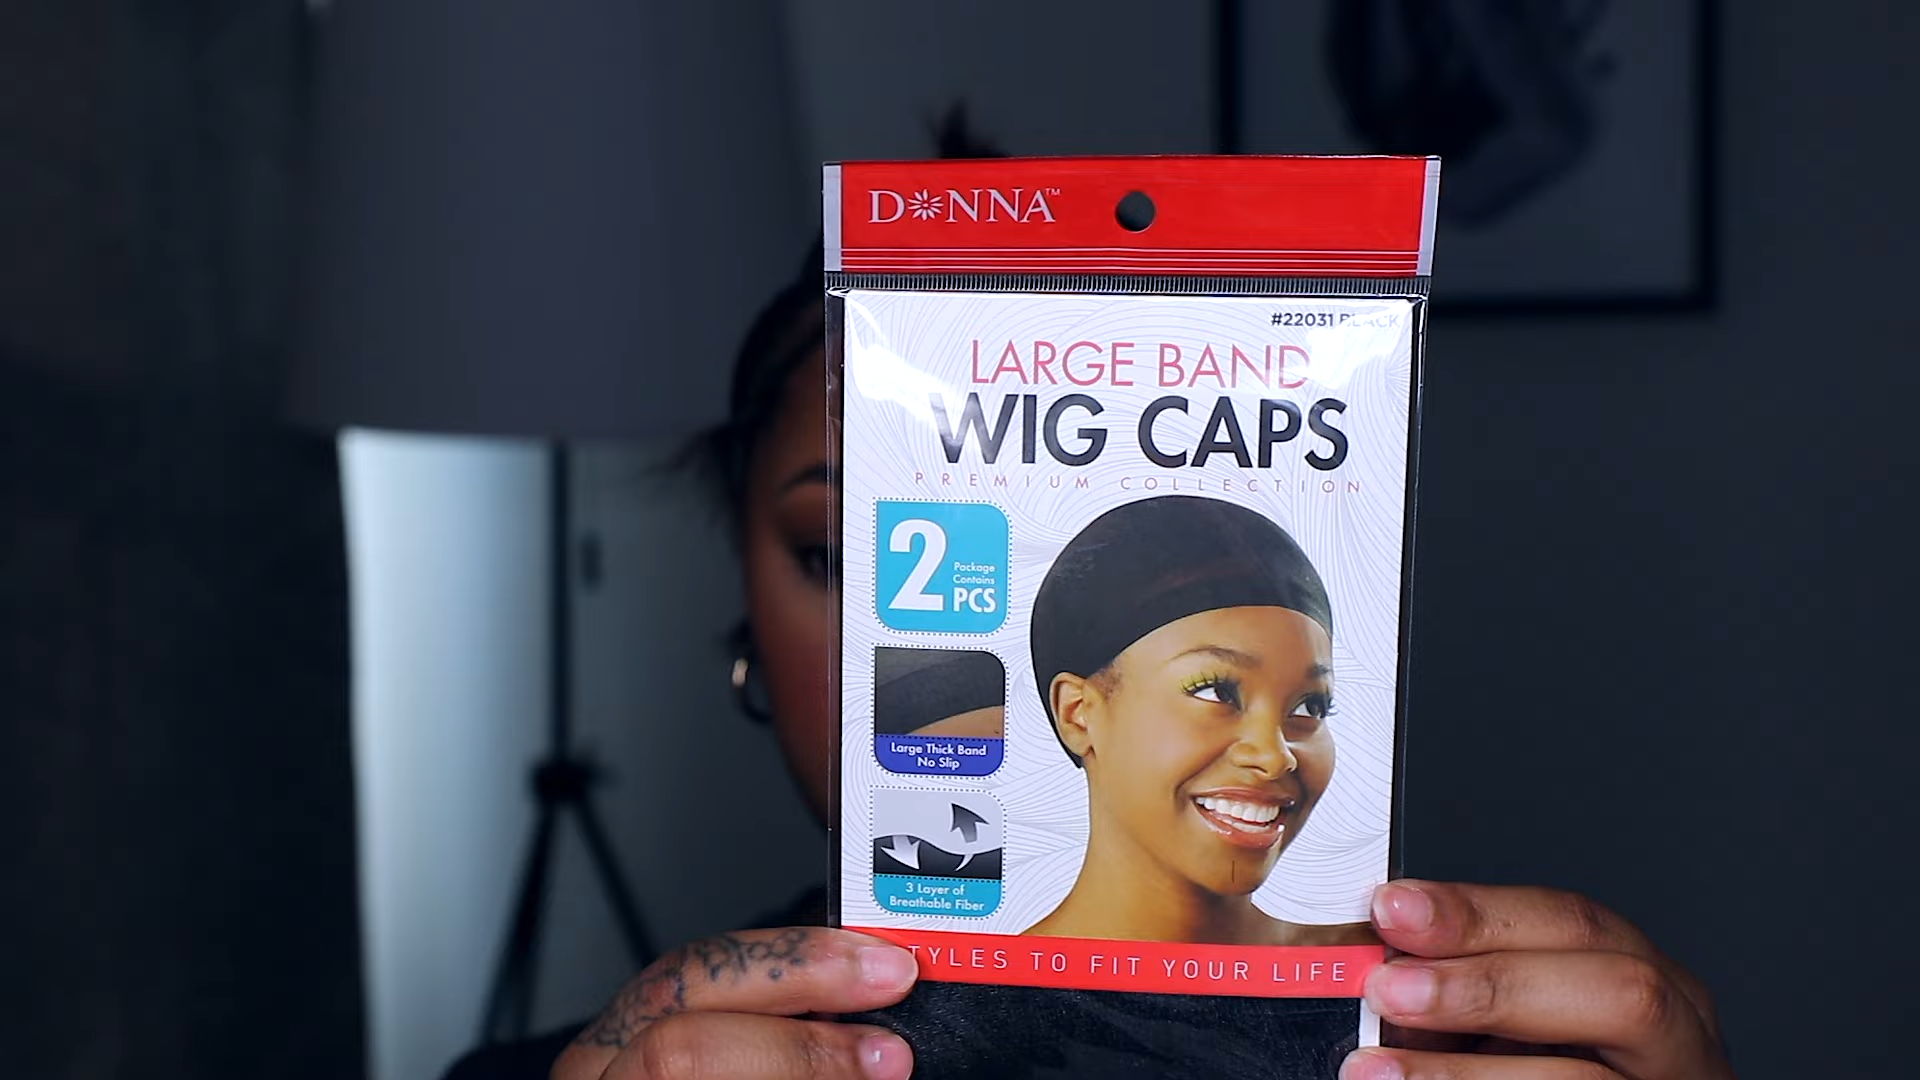 DONNA™
#22031 BLACK
LARGE BAND
WIG CAPS
PREMIUM COLLECTION
2
Package
Contains
PCS
Large Thick Band
No Slip
3 Layer of
Breathable Fiber
TYLES TO FIT YOUR LIFE